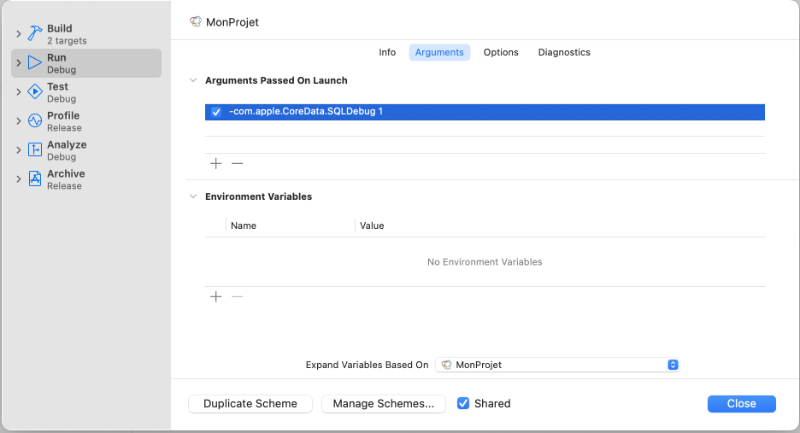 Build
2 targets
Run
Debug
Test
Debug
Profile
Release
Analyze
Debug
Archive
Release
MonProjet
Info Arguments Options Diagnostics
Arguments Passed On Launch
-com.apple.CoreData.SQLDebug 1
Environment Variables
Name Value
No Environment Variables
Expand Variables Based On MonProjet
Duplicate Scheme Manage Schemes... Shared Close